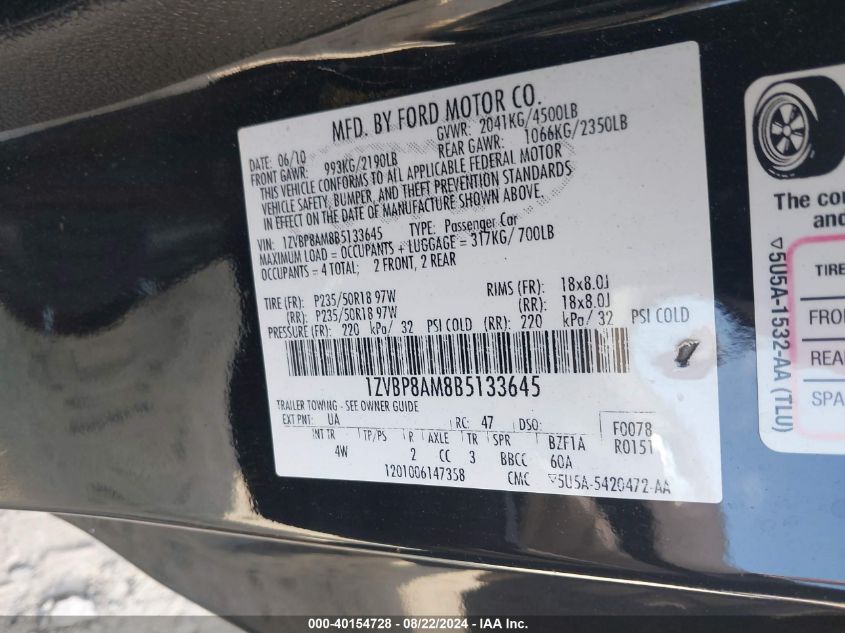 MFD. BY FORD MOTOR CO.
DATE: 06/10 GVWR: 2041KG/4500LB
FRONT GAWR: 993KG/2190LB REAR GAWR: 1066KG/2350LB
THIS VEHICLE CONFORMS TO ALL APPLICABLE FEDERAL MOTOR
VEHICLE SAFETY, BUMPER, AND THEFT PREVENTION STANDARDS
IN EFFECT ON THE DATE OF MANUFACTURE SHOWN ABOVE.
VIN: 1ZVBP8AM8B5133645 TYPE: Passenger Car
MAXIMUM LOAD = OCCUPANTS + LUGGAGE = 317KG/ 700LB
OCCUPANTS = 4 TOTAL; 2 FRONT, 2 REAR
TIRE (FR): P235/50R18 97W RIMS (FR): 18x8.0J
(RR): P235/50R18 97W (RR): 18x8.0J
PRESSURE (FR): 220 kPa/ 32 PSI COLD (RR): 220 kPa/ 32 PSI COLD
1ZVBP8AM8B5133645
TRAILER TOWING - SEE OWNER GUIDE
EXT PNT: UA RC: 47 DSO: F0078
INT TR TP/PS R AXLE TR SPR BZF1A R0151
4W 2 CC 3 BBCC 60A
1201006147358 CMC ▽5U5A-5420472-AA
The co
and
▽5U5A-1532-AA (TLU)
TIRE
FRO
REA
SPA
000-40154728 - 08/22/2024 - IAA Inc.